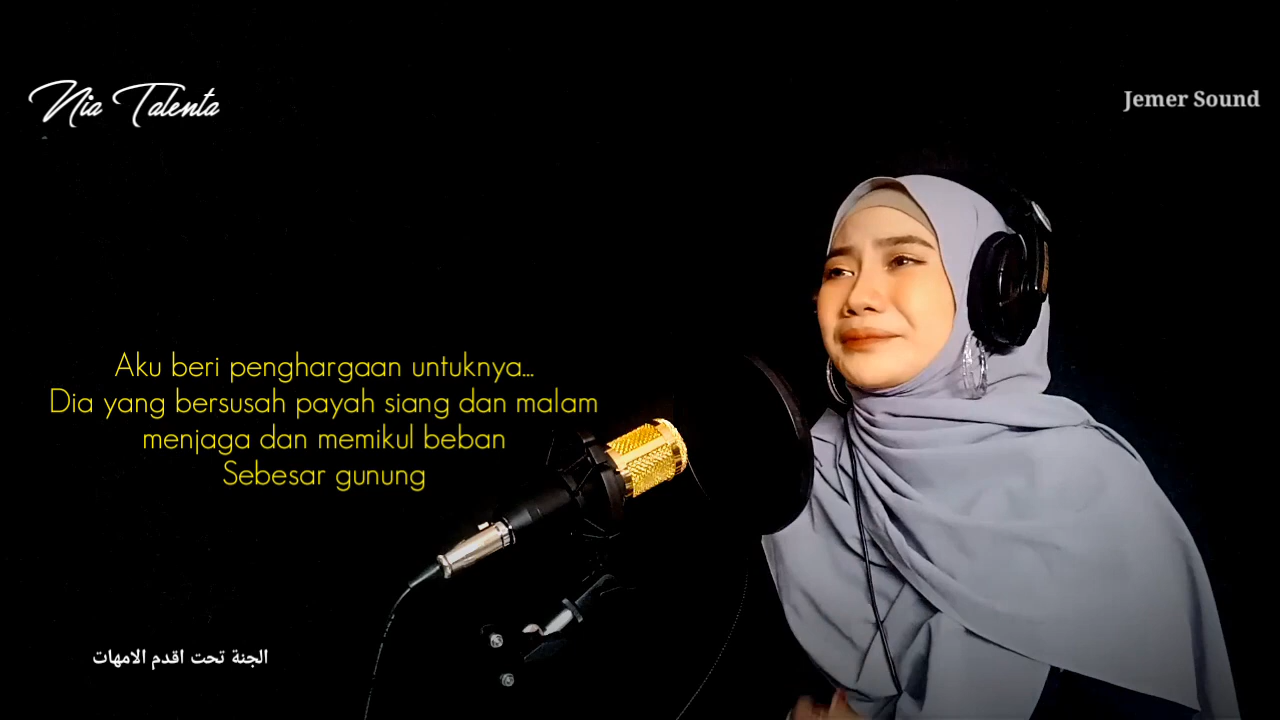 Nia Talenta
Jemer Sound
Aku beri penghargaan untuknya...
Dia yang bersusah payah siang dan malam
menjaga dan memikul beban
Sebesar gunung
الجنة تحت اقدم الامهات